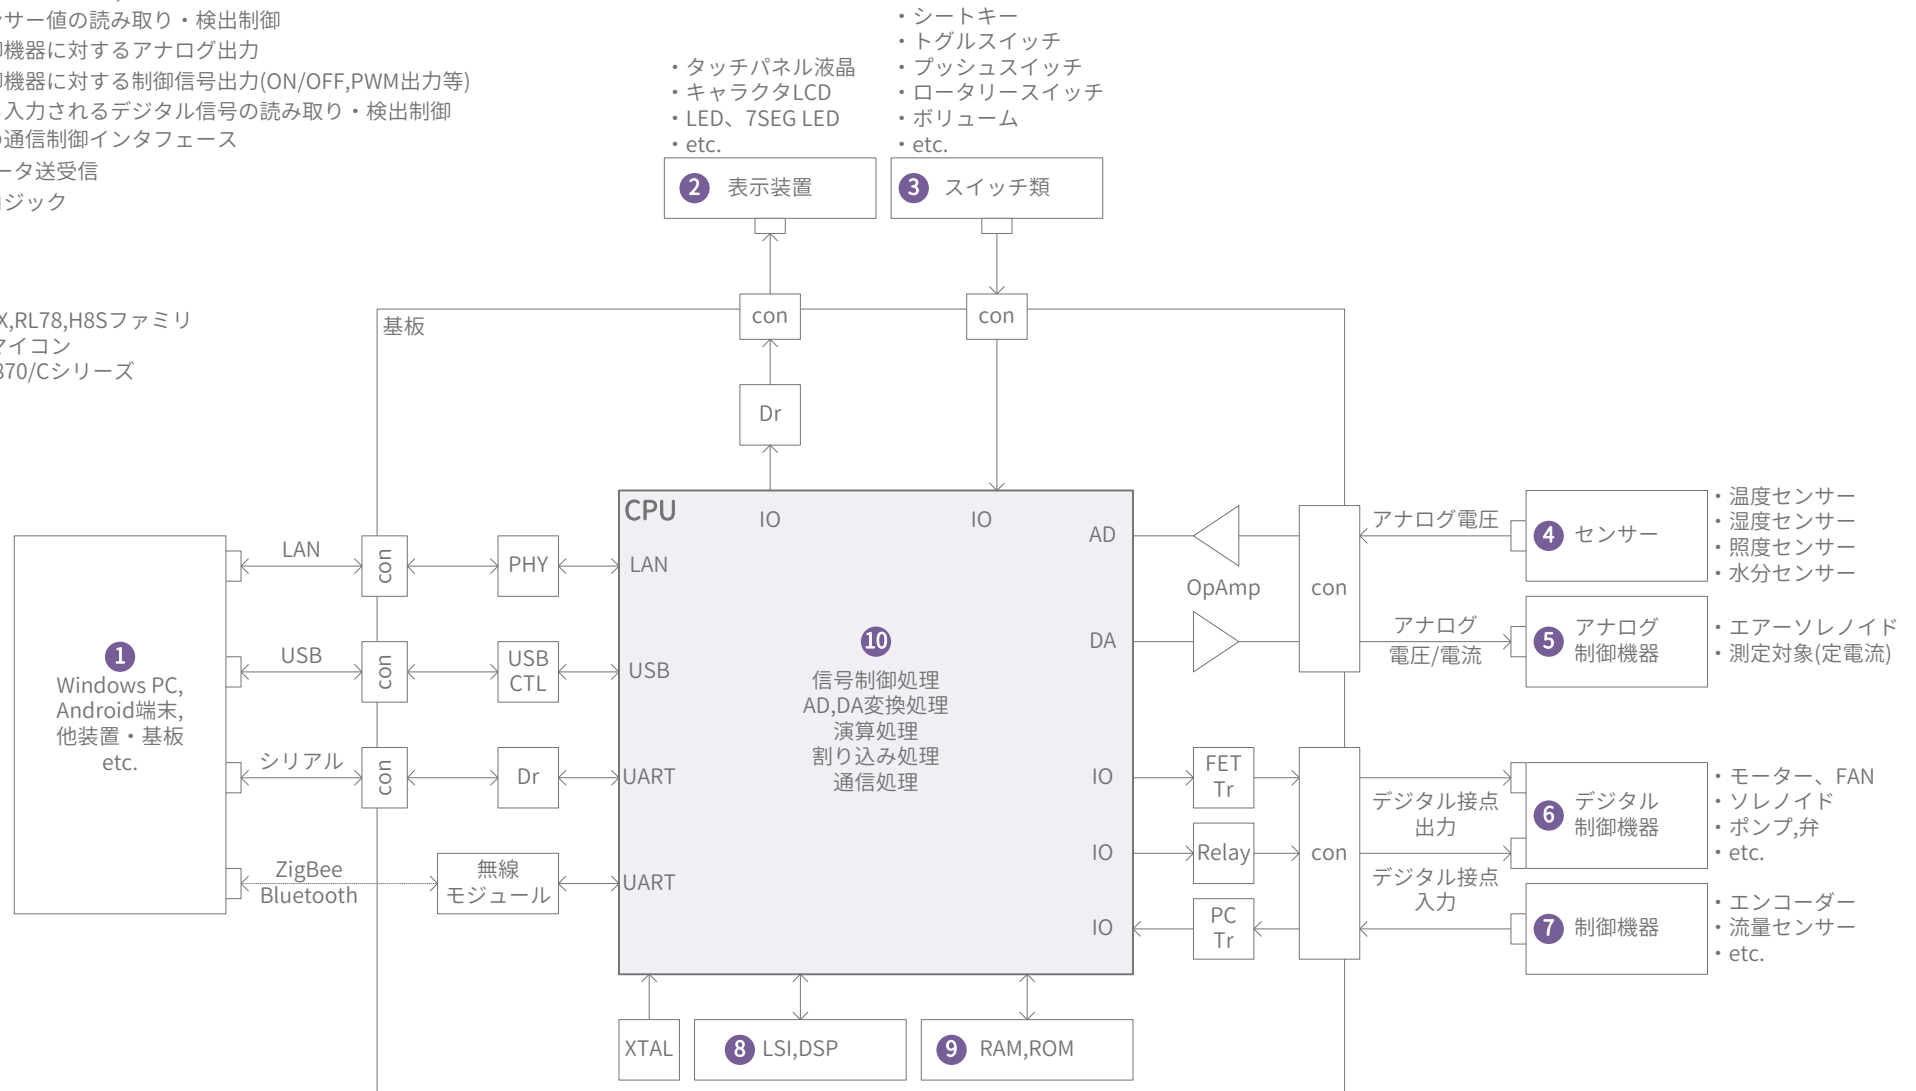 サー値の読み取り・検出制御
機器に対するアナログ出力
機器に対する制御信号出力(ON/OFF,PWM出力等)
入力されるデジタル信号の読み取り・検出制御
通信制御インタフェース
ータ送受信
ジック
X,RL78,H8Sファミリ
マイコン
870/Cシリーズ
・タッチパネル液晶
・キャラクタLCD
・LED、7SEG LED
・etc.
・シートキー
・トグルスイッチ
・プッシュスイッチ
・ロータリースイッチ
・ボリューム
・etc.
2 表示装置
3 スイッチ類
基板
con
con
Dr
CPU
IO
IO
1
Windows PC,
Android端末,
他装置・基板
etc.
LAN
con
PHY
LAN
USB
con
USB
CTL
USB
シリアル
con
Dr
UART
ZigBee
Bluetooth
無線
モジュール
UART
10
信号制御処理
AD,DA変換処理
演算処理
割り込み処理
通信処理
AD
OpAmp
DA
con
アナログ電圧
4 センサー
・温度センサー
・湿度センサー
・照度センサー
・水分センサー
アナログ
電圧/電流
5 アナログ
制御機器
・エアーソレノイド
・測定対象(定電流)
IO
FET
Tr
IO
Relay
IO
PC
Tr
con
デジタル接点
出力
6 デジタル
制御機器
・モーター、FAN
・ソレノイド
・ポンプ,弁
・etc.
デジタル接点
入力
7 制御機器
・エンコーダー
・流量センサー
・etc.
XTAL
8 LSI,DSP
9 RAM,ROM